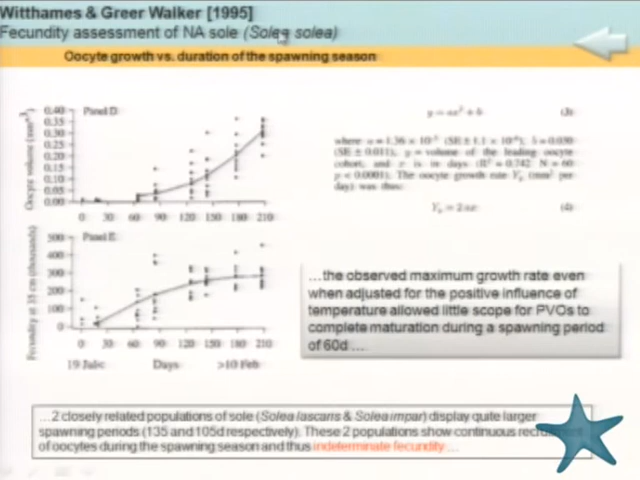 Witthames & Greer Walker [1995]
Fecundity assessment of NA sole (Solea solea)
Oocyte growth vs. duration of the spawning season
Oocyte volume (mm³)
0.40
0.35
0.30
0.25
0.20
0.15
0.10
0.05
0.00
Panel D
0 30 60 90 120 150 180 210
y = ax² + b (3)
where a = 1.36 × 10 (SE ± 1.1 × 10 ), b = 0.030
(SE ± 0.011), y = volume of the leading oocyte
cohort, and x is in days (R² = 0.742 N = 60
p < 0.0001). The oocyte growth rate (mm³ per
day) was thus:
= 2ax (4)
Fecundity at 35 cm (thousands)
500
400
300
200
100
0
Panel E
0 30 60 90 120 150 180 210
19 July Days >10 Feb
...the observed maximum growth rate even
when adjusted for the positive influence of
temperature allowed little scope for PVOs to
complete maturation during a spawning period
of 60d ...
...2 closely related populations of sole (Solea lascaris & Solea impar) display quite larger
spawning periods (135 and 105d respectively). These 2 populations show continuous
of oocytes during the spawning season and thus indeterminate fecundity ...